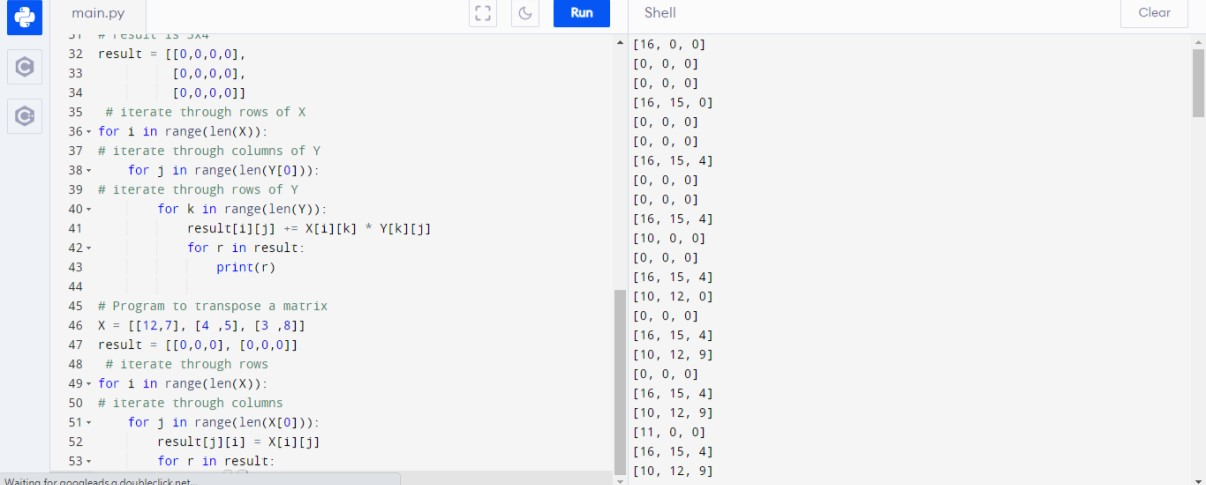 main.py
Run
Shell
Clear
31 # result is 3x4
32 result = [[0,0,0,0],
33           [0,0,0,0],
34           [0,0,0,0]]
35  # iterate through rows of X
36 for i in range(len(X)):
37 # iterate through columns of Y
38     for j in range(len(Y[0])):
39 # iterate through rows of Y
40         for k in range(len(Y)):
41             result[i][j] += X[i][k] * Y[k][j]
42             for r in result:
43                 print(r)
44
45 # Program to transpose a matrix
46 X = [[12,7], [4 ,5], [3 ,8]]
47 result = [[0,0,0], [0,0,0]]
48  # iterate through rows
49 for i in range(len(X)):
50 # iterate through columns
51     for j in range(len(X[0])):
52         result[j][i] = X[i][j]
53         for r in result:
Waiting for googleads.g.doubleclick.net...
[16, 0, 0]
[0, 0, 0]
[0, 0, 0]
[16, 15, 0]
[0, 0, 0]
[0, 0, 0]
[16, 15, 4]
[0, 0, 0]
[0, 0, 0]
[16, 15, 4]
[10, 0, 0]
[0, 0, 0]
[16, 15, 4]
[10, 12, 0]
[0, 0, 0]
[16, 15, 4]
[10, 12, 9]
[0, 0, 0]
[16, 15, 4]
[10, 12, 9]
[11, 0, 0]
[16, 15, 4]
[10, 12, 9]